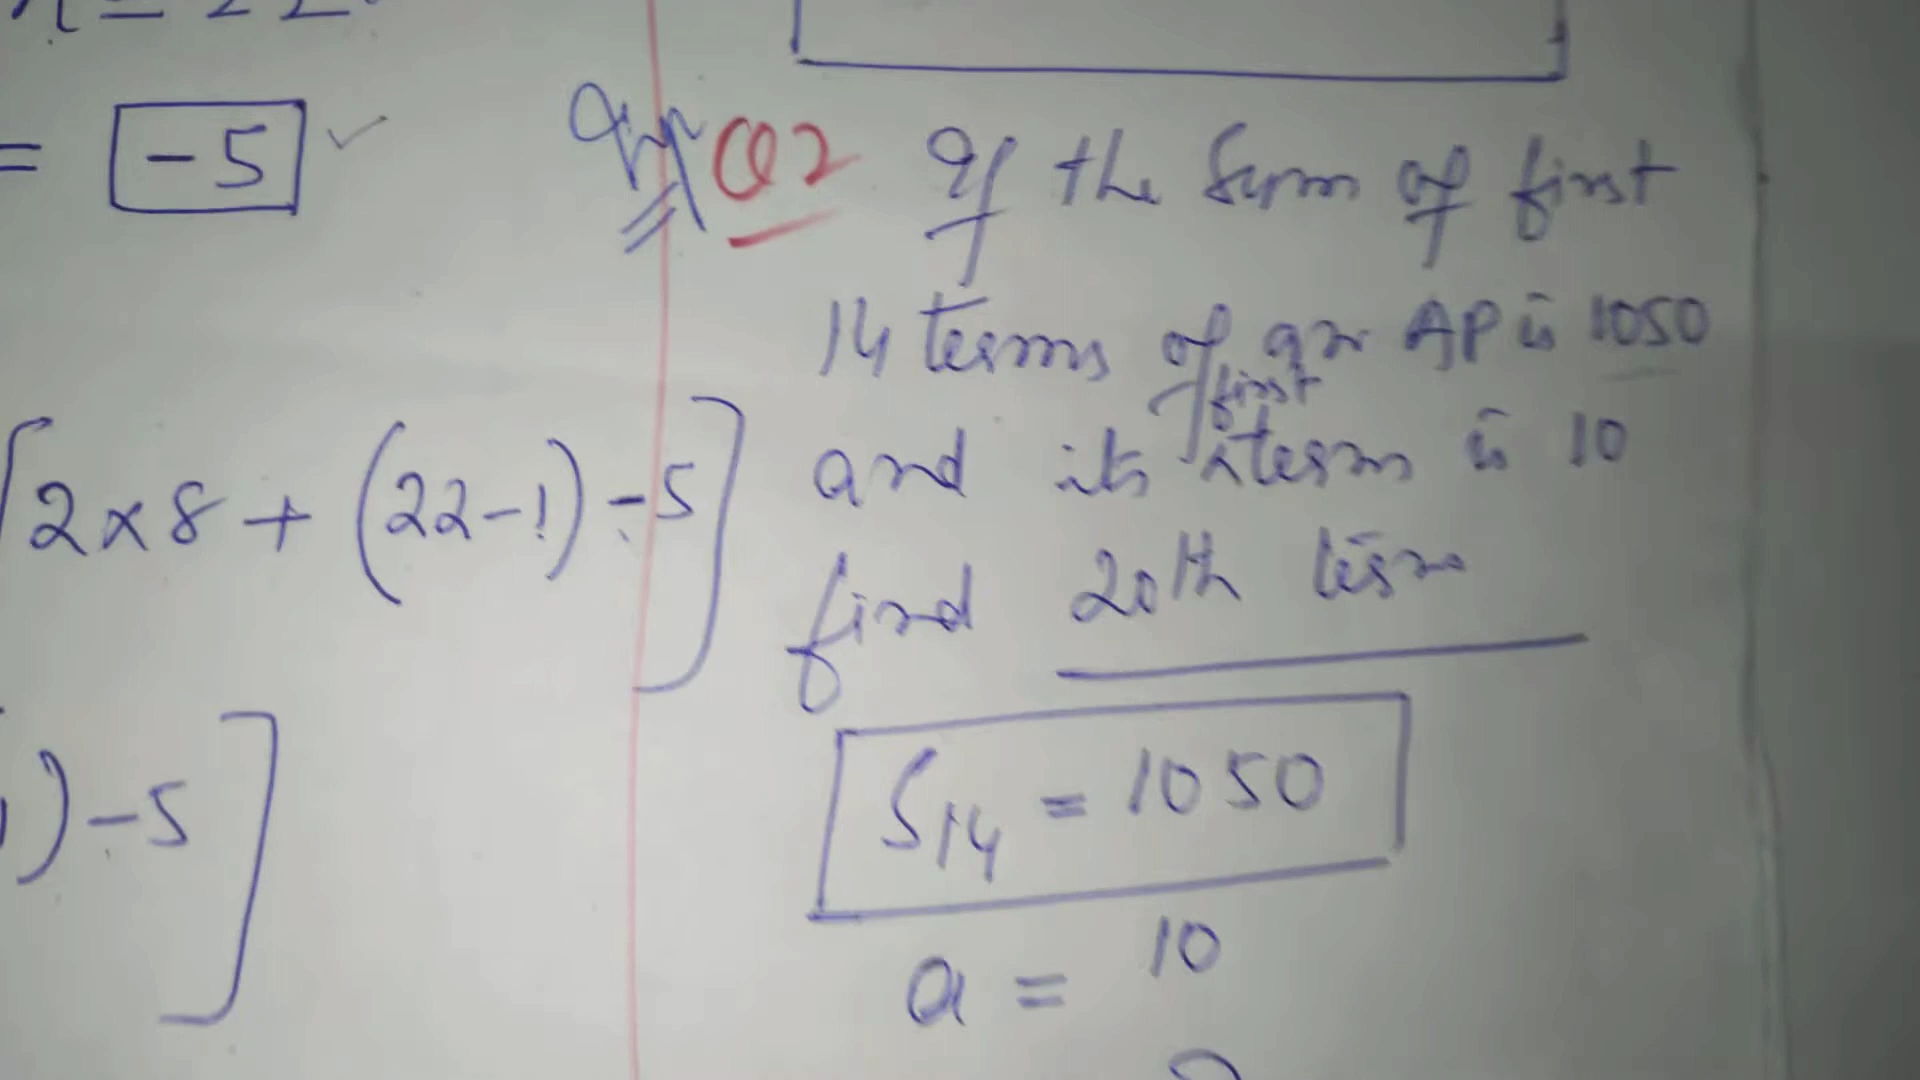 = -5
[2×8+(22-1)-5]
)-5]
Q2 If the Sum of first
14 terms of an AP is 1050
first
and its term is 10
find 20th term
S14 = 1050
a = 10